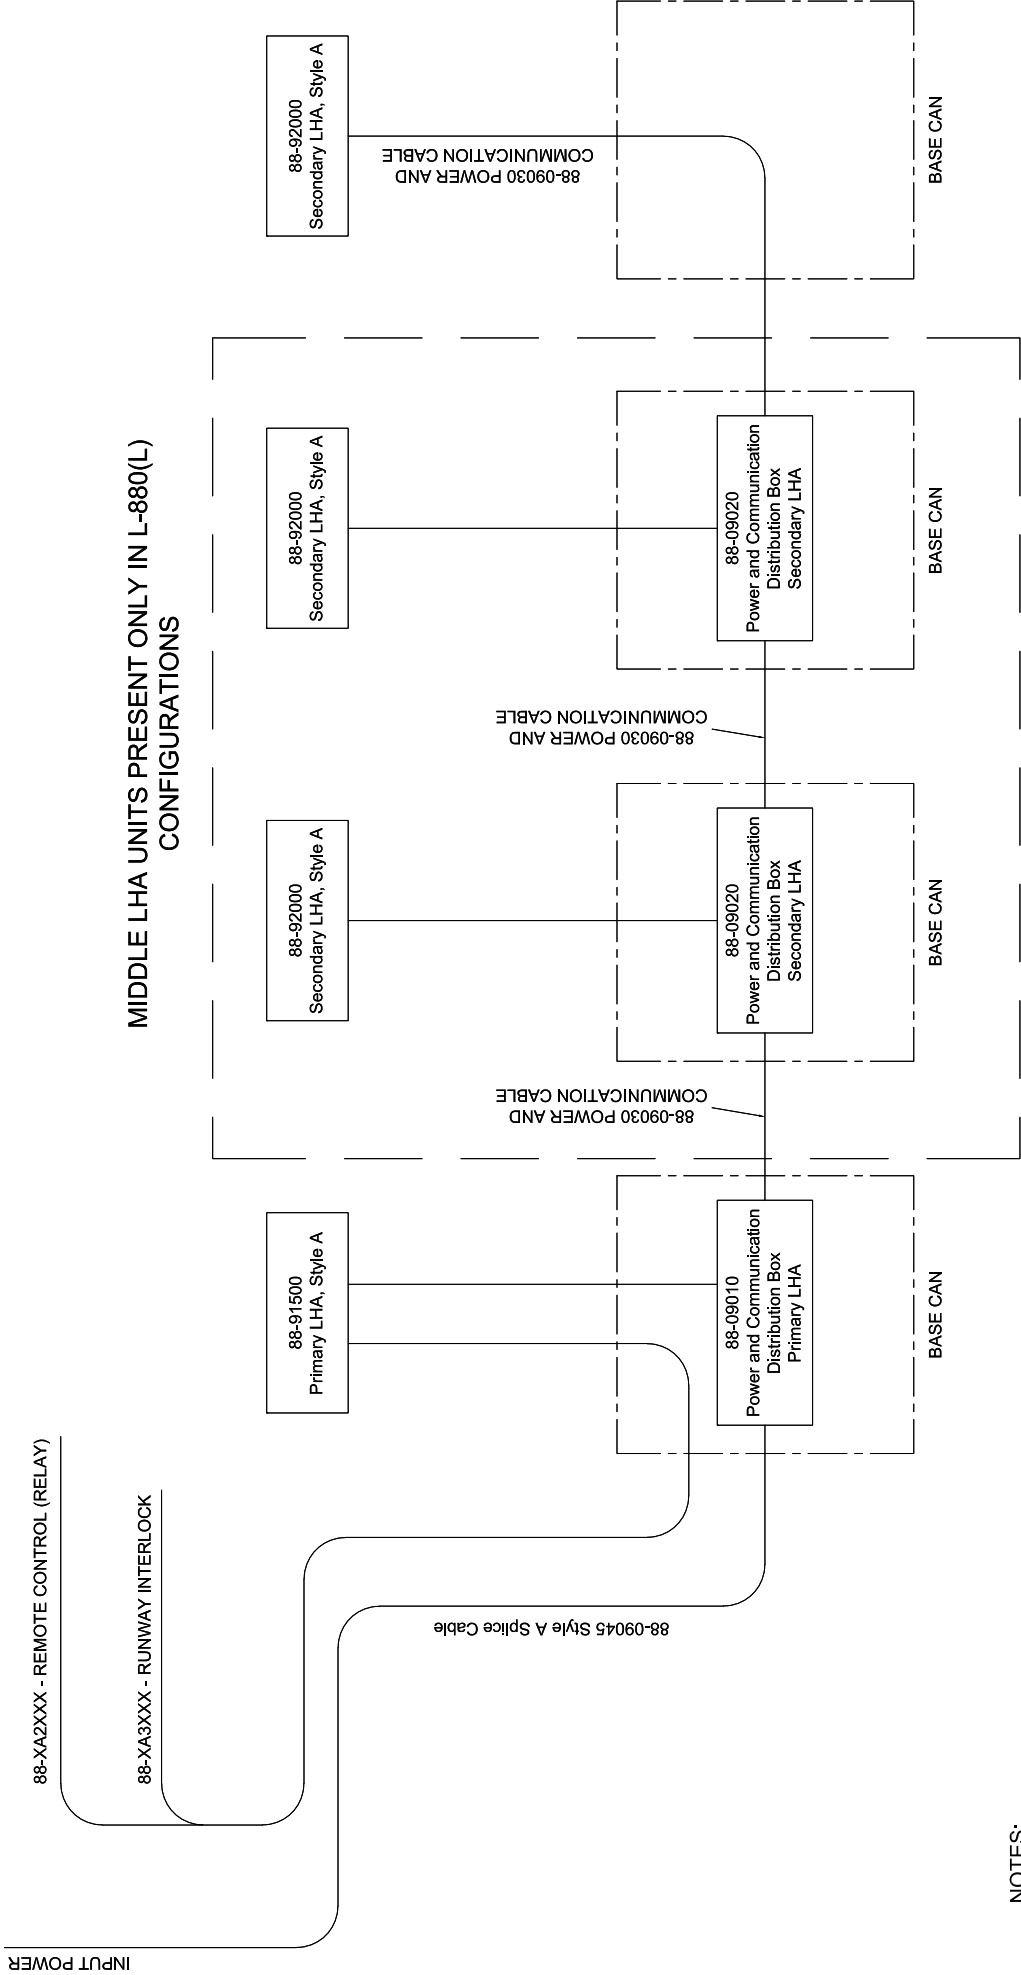 MIDDLE LHA UNITS PRESENT ONLY IN L-880(L)
CONFIGURATIONS
INPUT POWER
88-XA2XXX - REMOTE CONTROL (RELAY)
88-XA3XXX - RUNWAY INTERLOCK
88-09045 Style A Splice Cable
88-91500
Primary LHA, Style A
88-92000
Secondary LHA, Style A
88-92000
Secondary LHA, Style A
88-92000
Secondary LHA, Style A
88-09030 POWER AND
COMMUNICATION CABLE
88-09030 POWER AND
COMMUNICATION CABLE
88-09030 POWER AND
COMMUNICATION CABLE
88-09010
Power and Communication
Distribution Box
Primary LHA
88-09020
Power and Communication
Distribution Box
Secondary LHA
88-09020
Power and Communication
Distribution Box
Secondary LHA
BASE CAN
BASE CAN
BASE CAN
BASE CAN
NOTES: